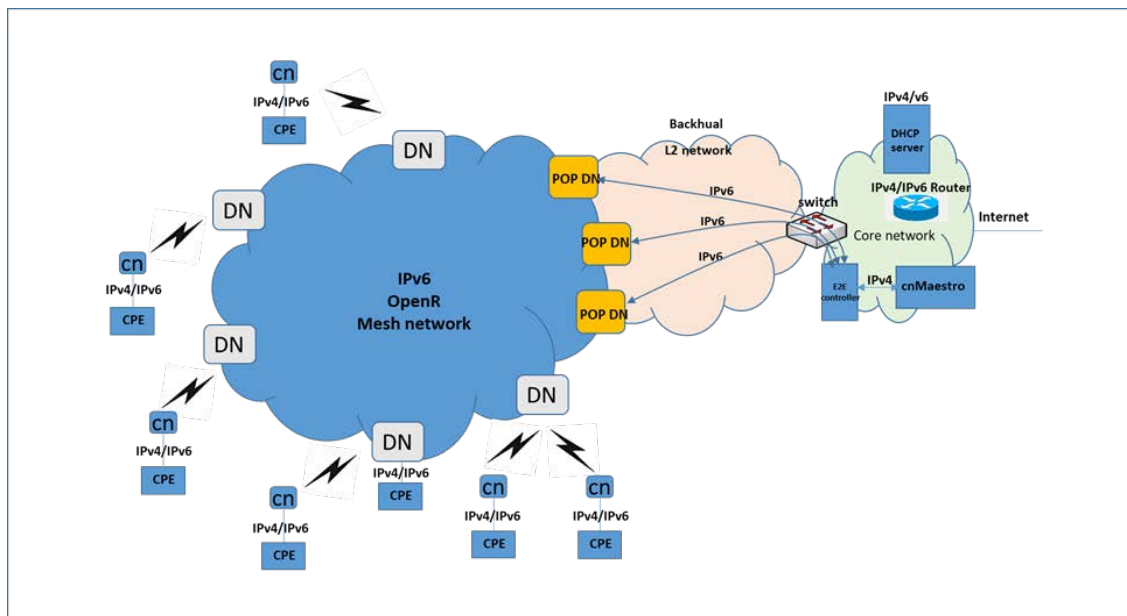 cn
IPv4/IPv6
CPE
DN
DN
cn
IPv4/IPv6
CPE
DN
cn
IPv4/IPv6
CPE
cn
IPv4/IPv6
CPE
DN
IPv4/IPv6
CPE
DN
cn
IPv4/IPv6
CPE
cn
IPv4/IPv6
CPE
IPv6
OpenR
Mesh network
POP DN
POP DN
POP DN
Backhual
L2 network
IPv6
IPv6
IPv6
switch
IPv4/v6
DHCP
server
IPv4/IPv6 Router
Core network
Internet
E2E
controller
IPv4
cnMaestro